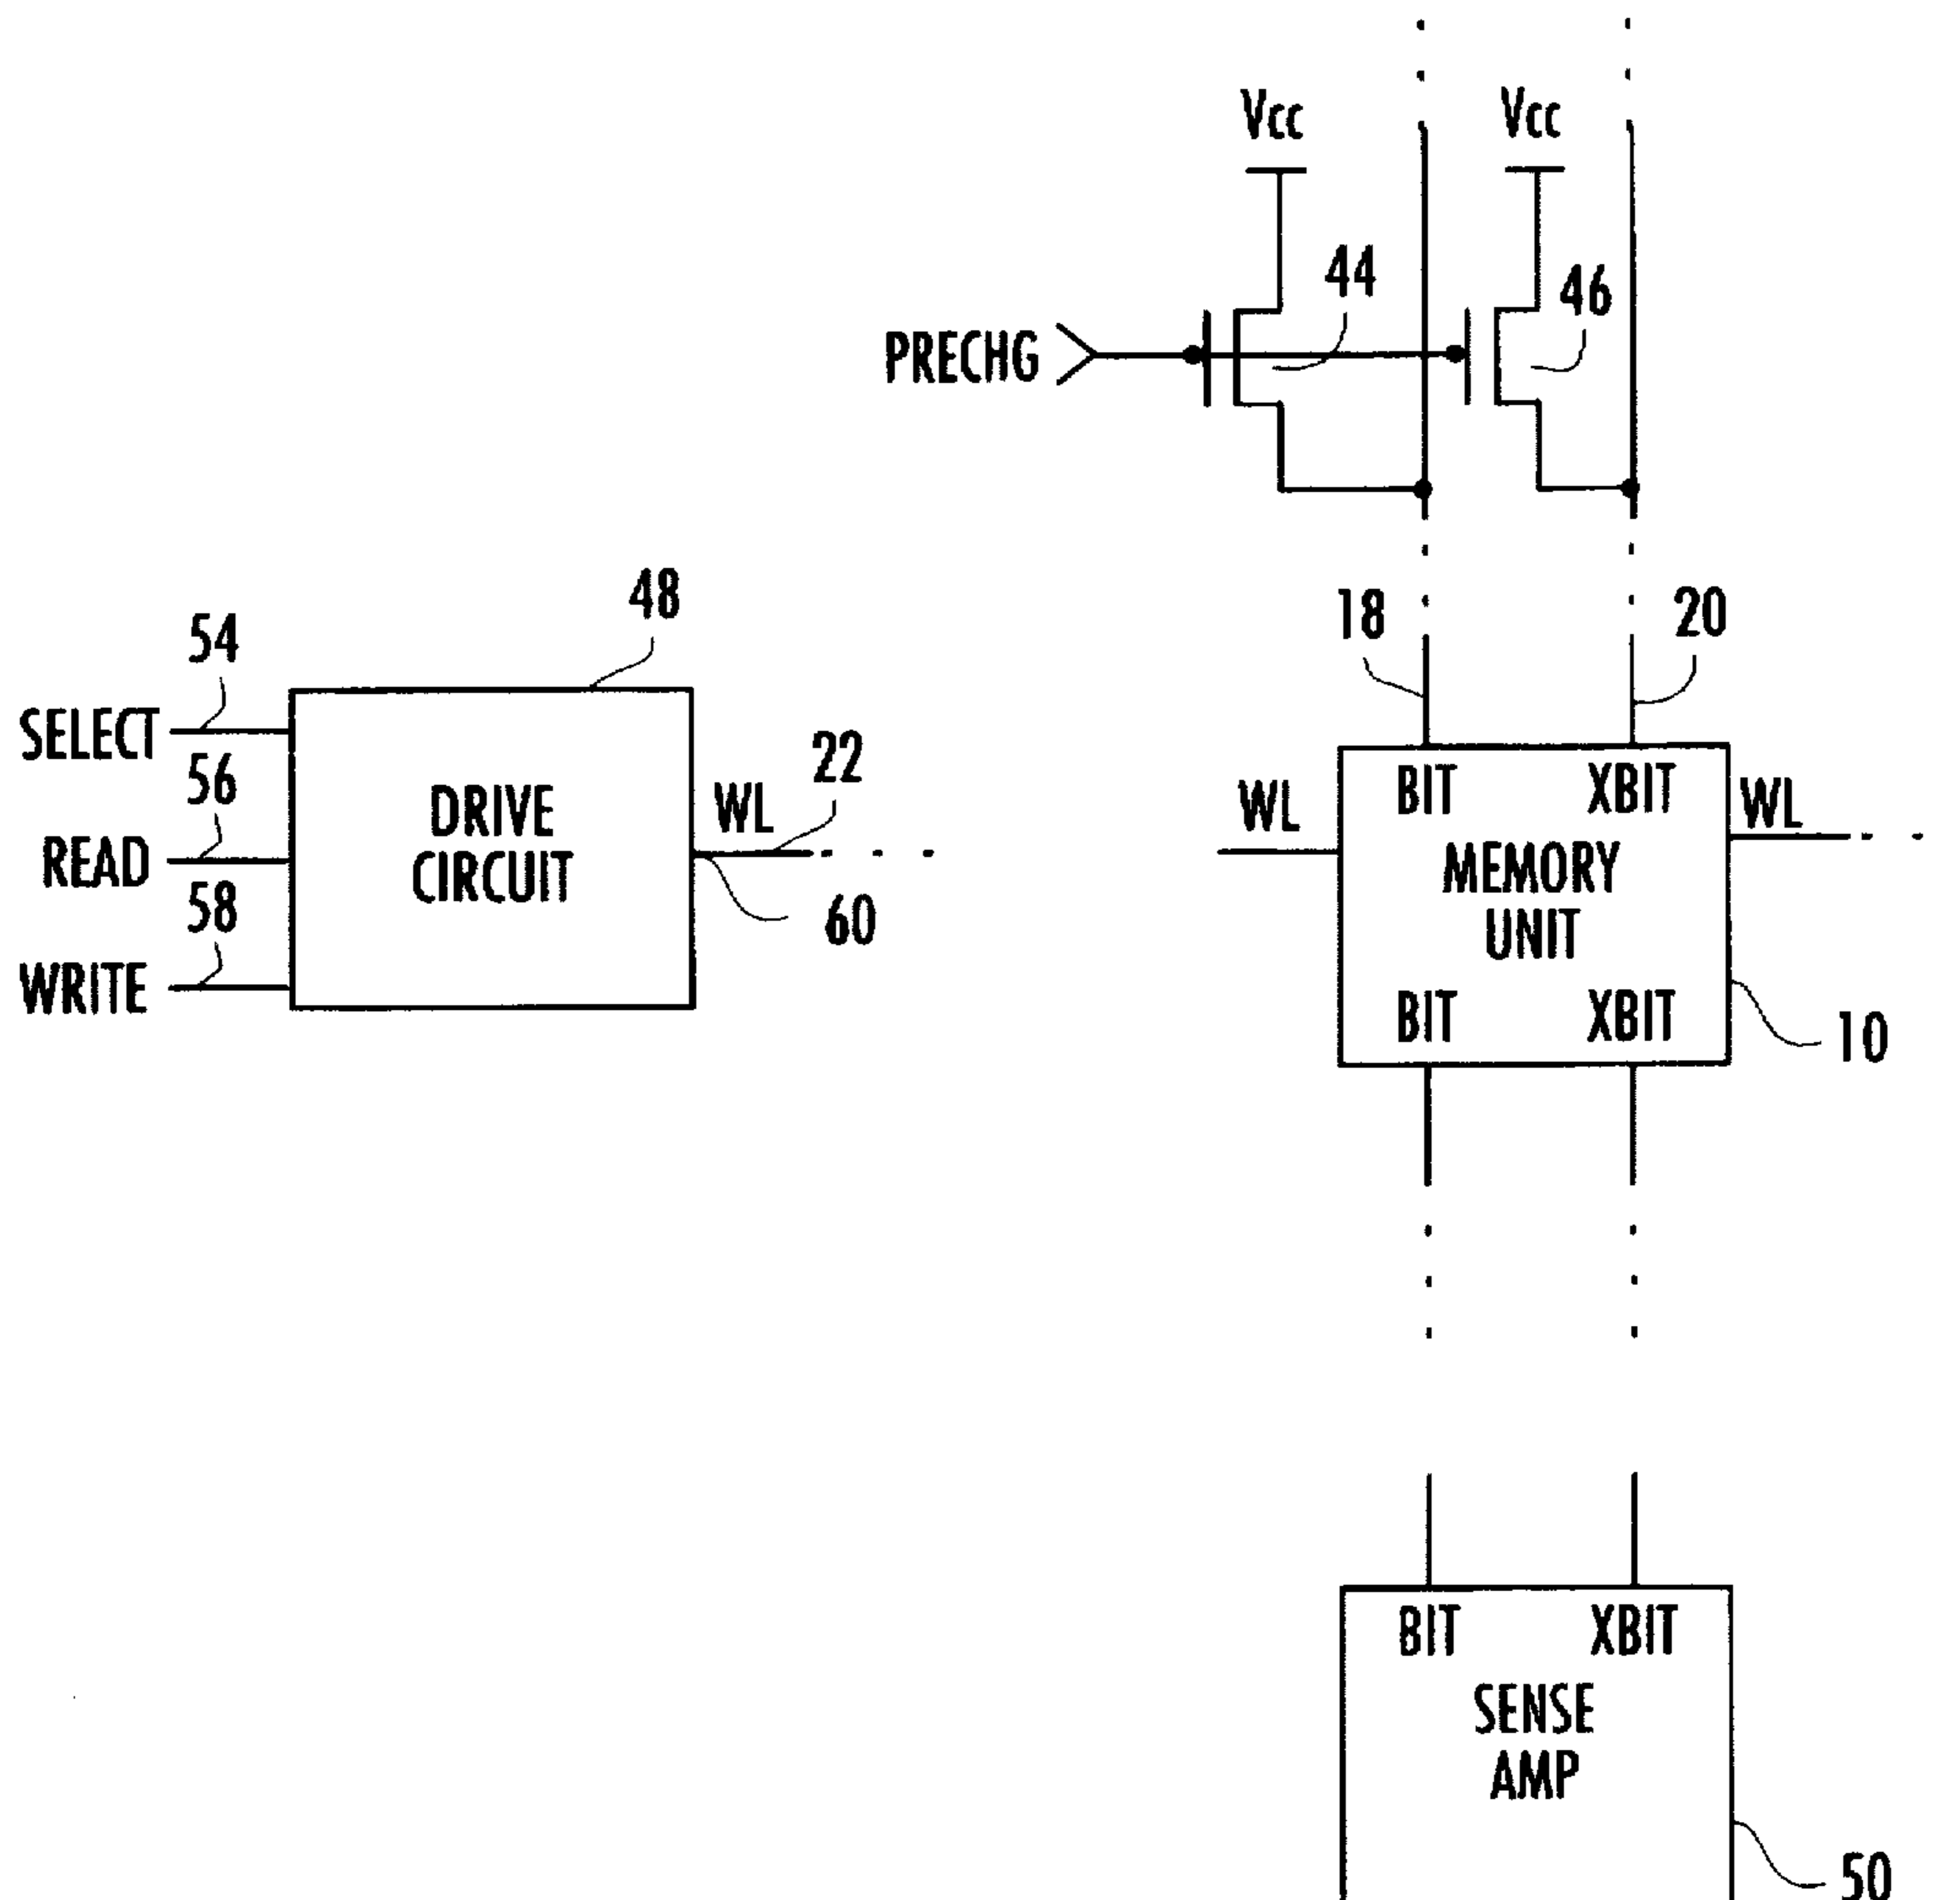 Vcc Vcc
44
46
PRECHG
48
54
18
20
SELECT
22
56
WL
WL
BIT XBIT
WL
DRIVE
CIRCUIT
READ
MEMORY
UNIT
58
60
WRITE
BIT XBIT
10
BIT XBIT
SENSE
AMP
50